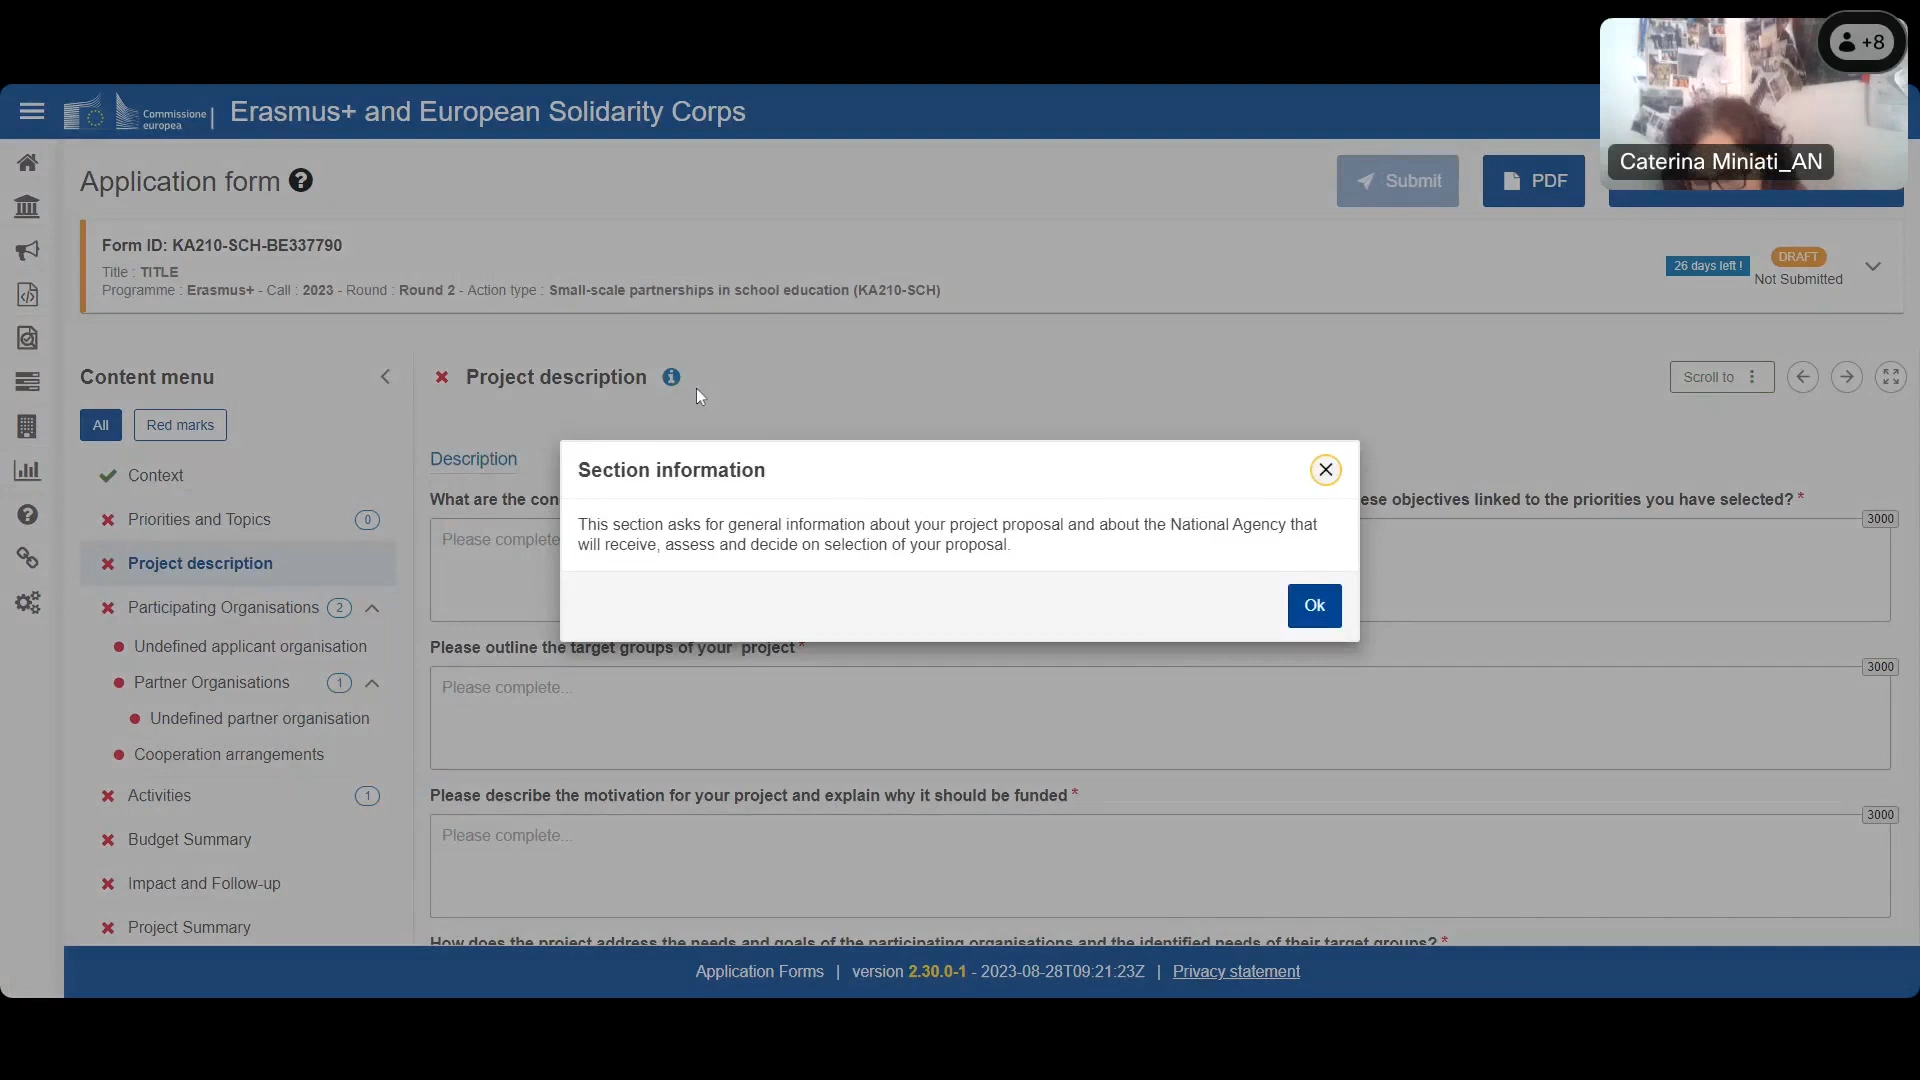 +8
Caterina Miniati_AN
Commissione
europea
Erasmus+ and European Solidarity Corps
Application form
Submit
PDF
Form ID: KA210-SCH-BE337790
Title : TITLE
Programme : Erasmus+ - Call : 2023 - Round : Round 2 - Action type : Small-scale partnerships in school education (KA210-SCH)
26 days left !
DRAFT
Not Submitted
Content menu
All
Red marks
Context
Priorities and Topics 0
Project description
Participating Organisations 2
Undefined applicant organisation
Partner Organisations 1
Undefined partner organisation
Cooperation arrangements
Activities 1
Budget Summary
Impact and Follow-up
Project Summary
Project description
Scroll to
Description
What are the con
ese objectives linked to the priorities you have selected? *
3000
Please complete
Section information
This section asks for general information about your project proposal and about the National Agency that
will receive, assess and decide on selection of your proposal.
Ok
Please outline the target groups of your project *
3000
Please complete...
Please describe the motivation for your project and explain why it should be funded *
3000
Please complete...
How does the project address the needs and goals of the participating organisations and the identified needs of their target groups? *
Application Forms | version 2.30.0-1 - 2023-08-28T09:21:23Z | Privacy statement